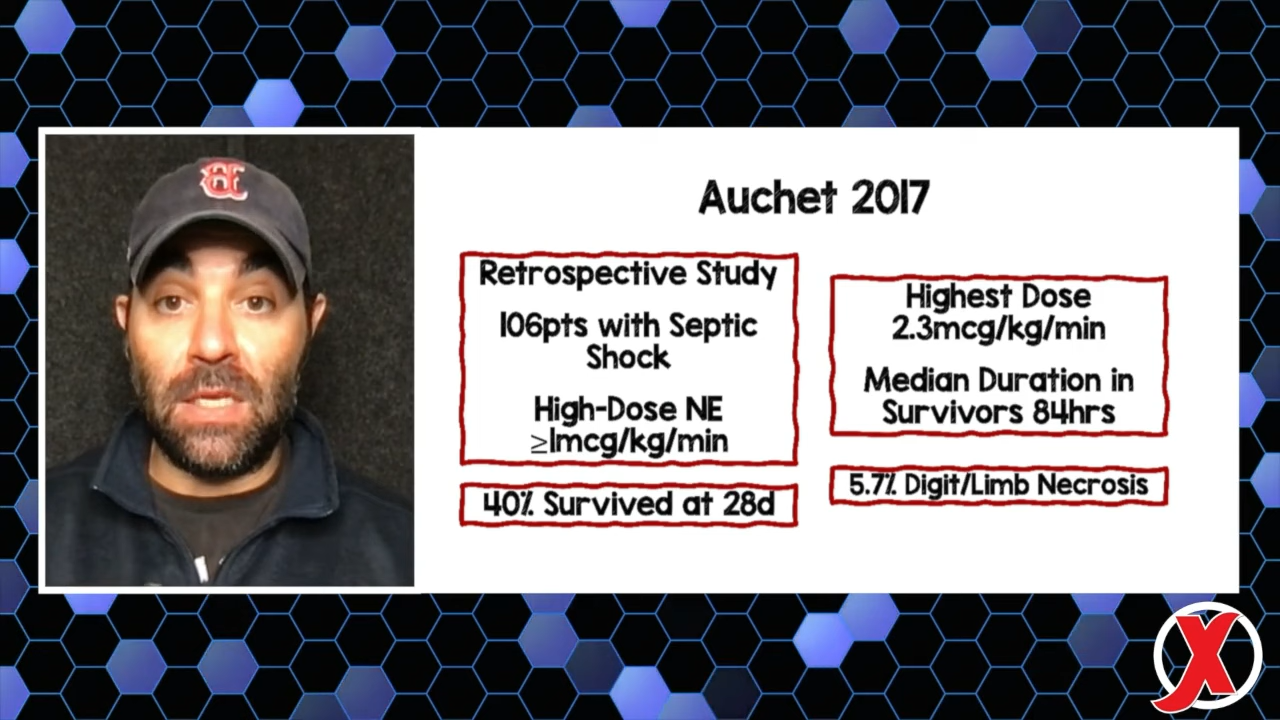 B
Auchet 2017
Retrospective Study
106pts with Septic
Shock
High-Dose NE
≥1mcg/kg/min
40% Survived at 28d
Highest Dose
2.3mcg/kg/min
Median Duration in
Survivors 84hrs
5.7% Digit/Limb Necrosis
X